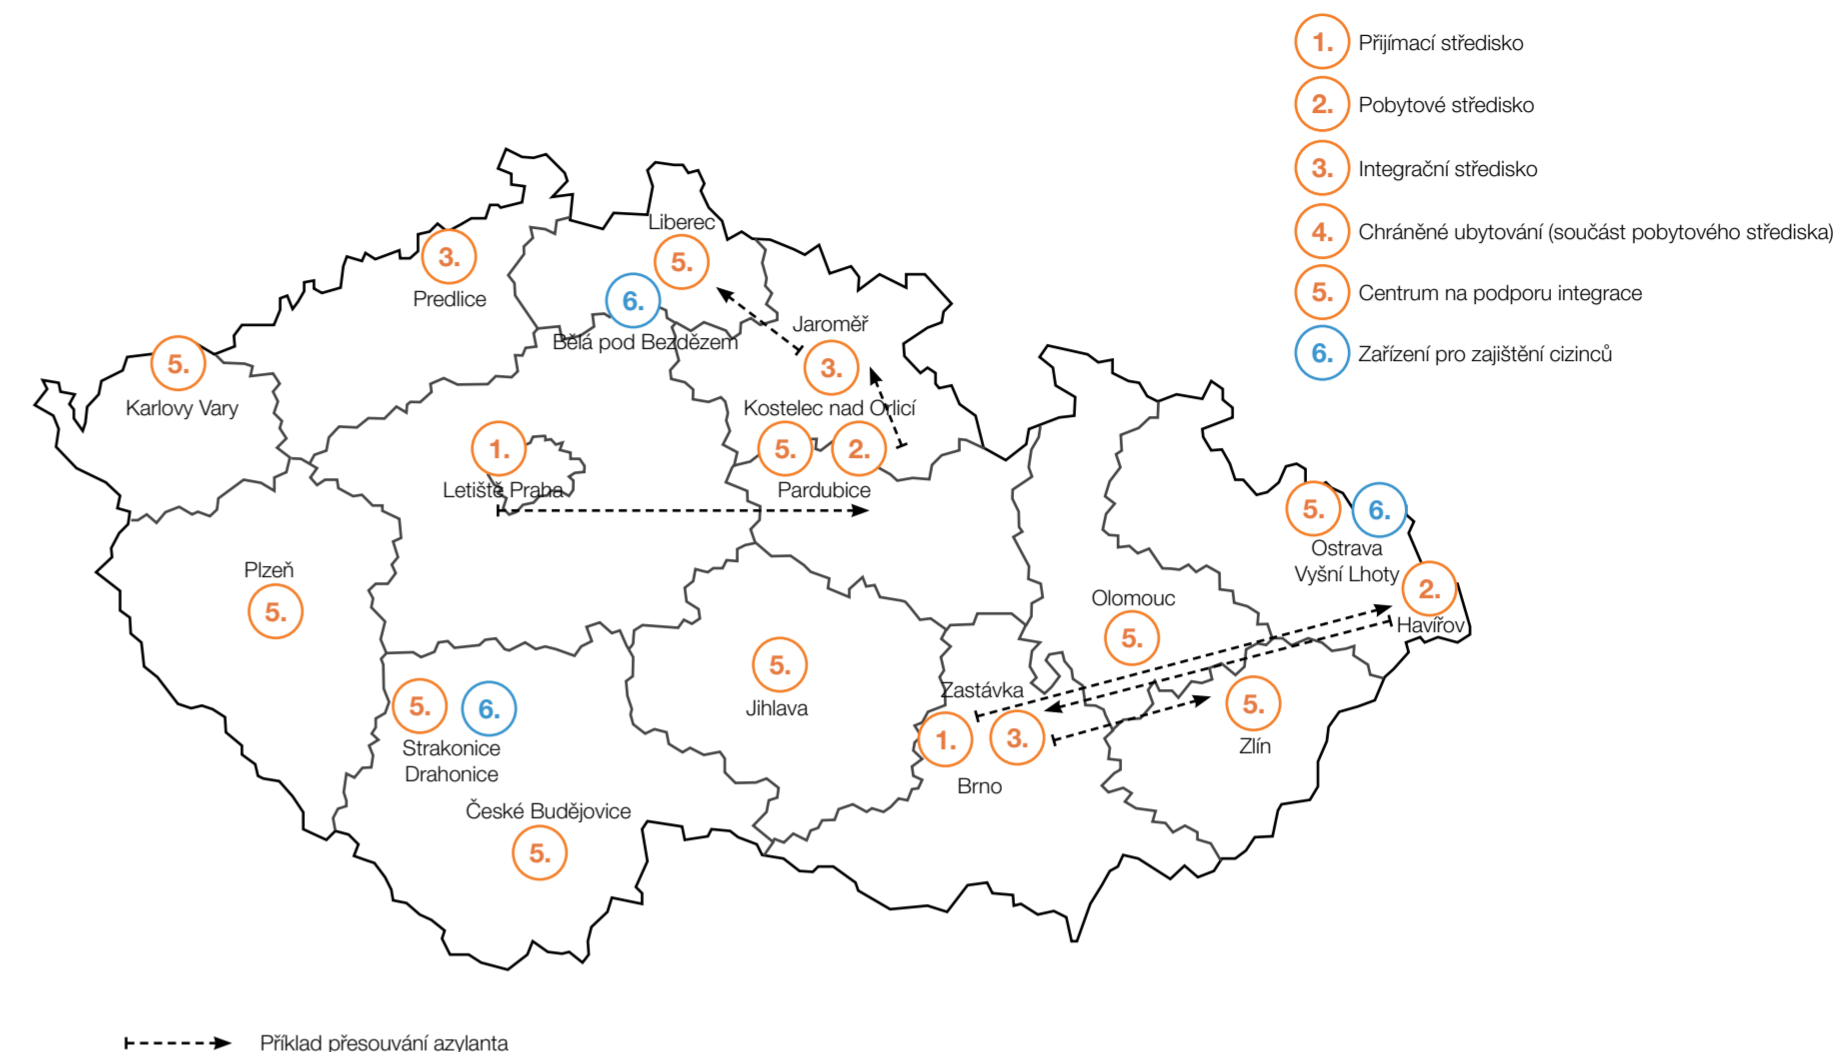 1. Přijímací středisko
2. Pobytové středisko
3. Integrační středisko
4. Chráněné ubytování (součást pobytového střediska)
5. Centrum na podporu integrace
6. Zařízení pro zajištění cizinců
Liberec
5.
3.
Predlice
6.
Bělá pod Bezdězem
Jaroměř
3.
5.
Karlovy Vary
Kostelec nad Orlicí
1.
Letiště Praha
5. 2.
Pardubice
5. 6.
Ostrava
Vyšní Lhoty
2.
Havířov
Plzeň
5.
Olomouc
5.
5.
Jihlava
Zastávka
1. 3.
Brno
5.
Zlín
5. 6.
Strakonice
Drahonice
České Budějovice
5.
Příklad přesouvání azylanta